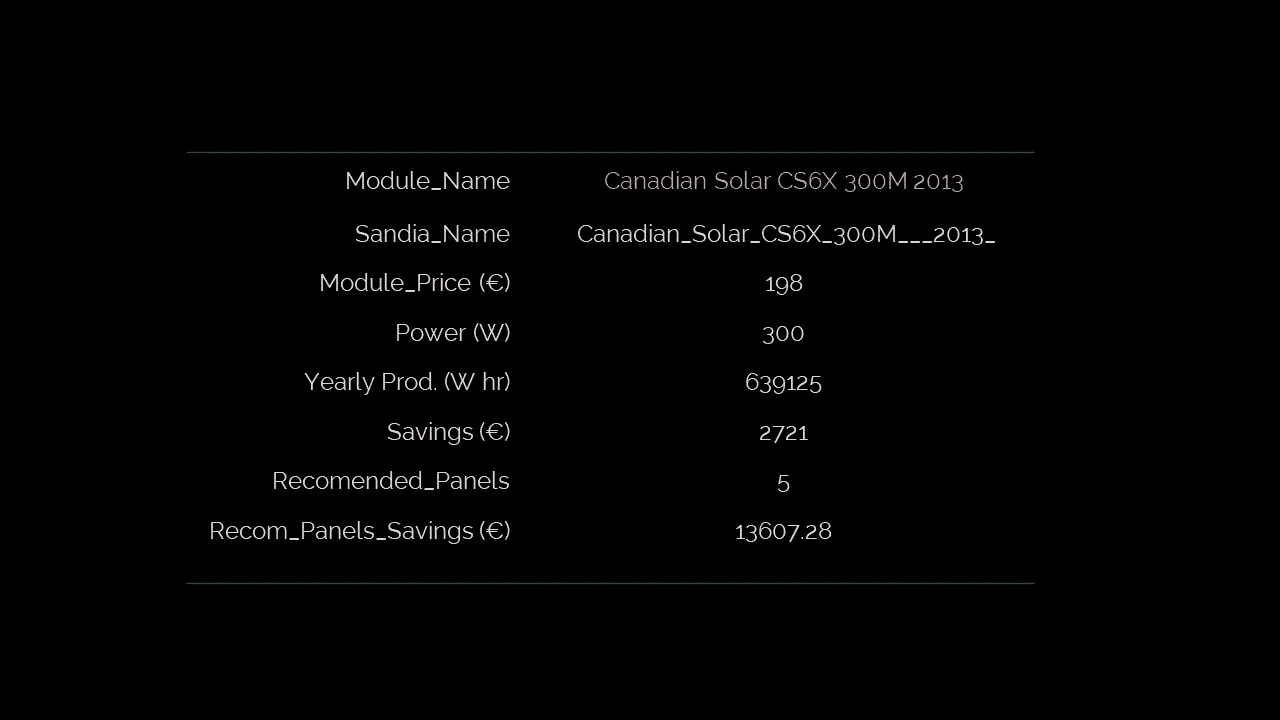 Module_Name Canadian Solar CS6X 300M 2013
Sandia_Name Canadian_Solar_CS6X_300M___2013_
Module_Price (€) 198
Power (W) 300
Yearly Prod. (W hr) 639125
Savings (€) 2721
Recomended_Panels 5
Recom_Panels_Savings (€) 13607.28